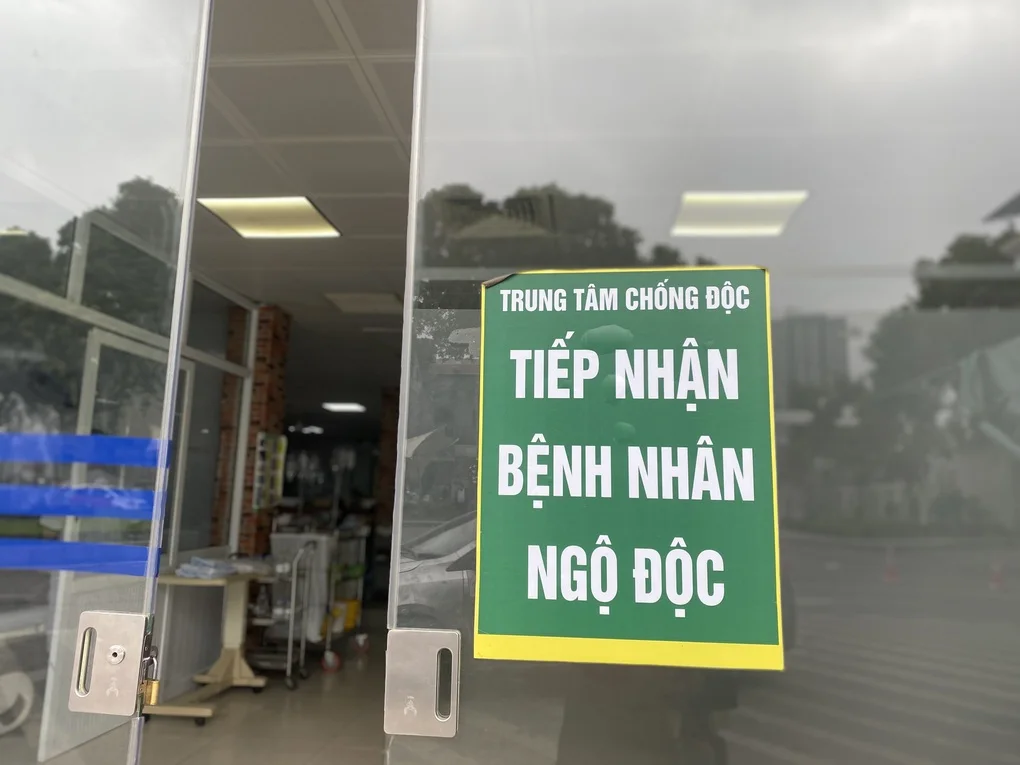 TRUNG TÂM CHỐNG ĐỘC
TIẾP NHẬN
BỆNH NHÂN
NGỘ ĐỘC